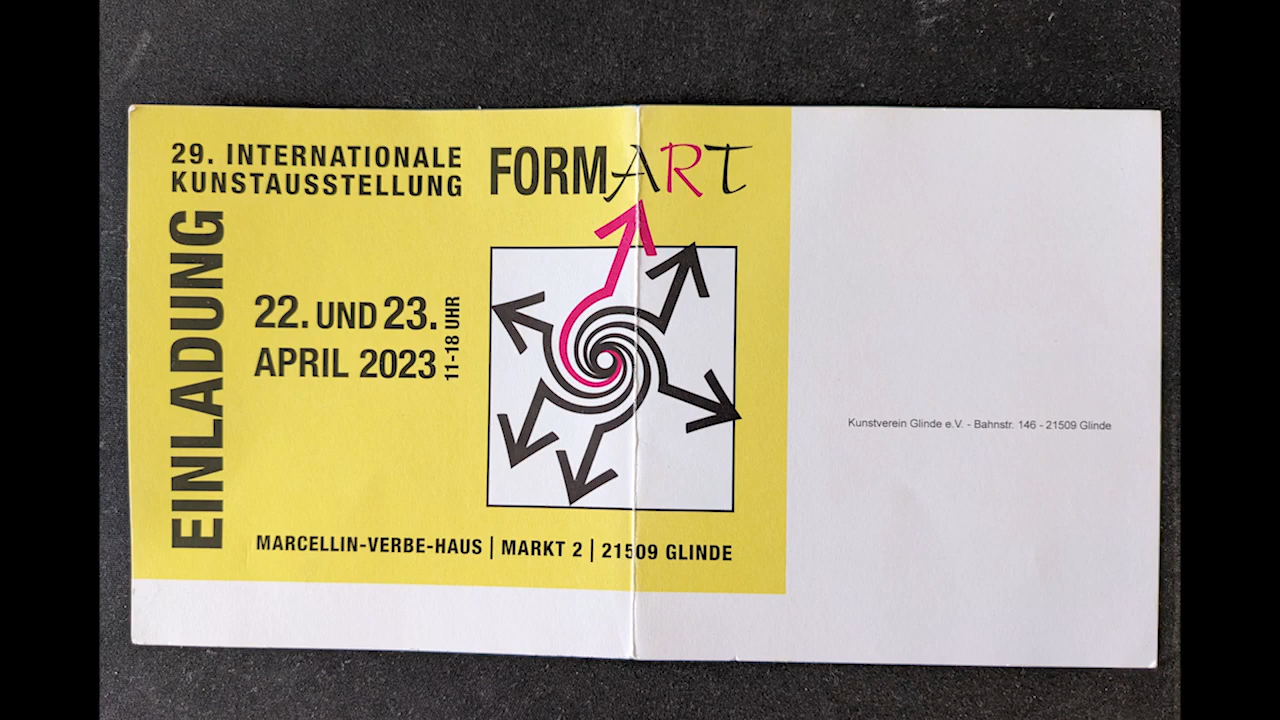 29. INTERNATIONALE
KUNSTAUSSTELLUNG
FORMART
EINLADUNG
22. UND 23.
APRIL 2023
11-18 UHR
MARCELLIN-VERBE-HAUS | MARKT 2 | 21509 GLINDE
Kunstverein Glinde e.V. - Bahnstr. 146 - 21509 Glinde